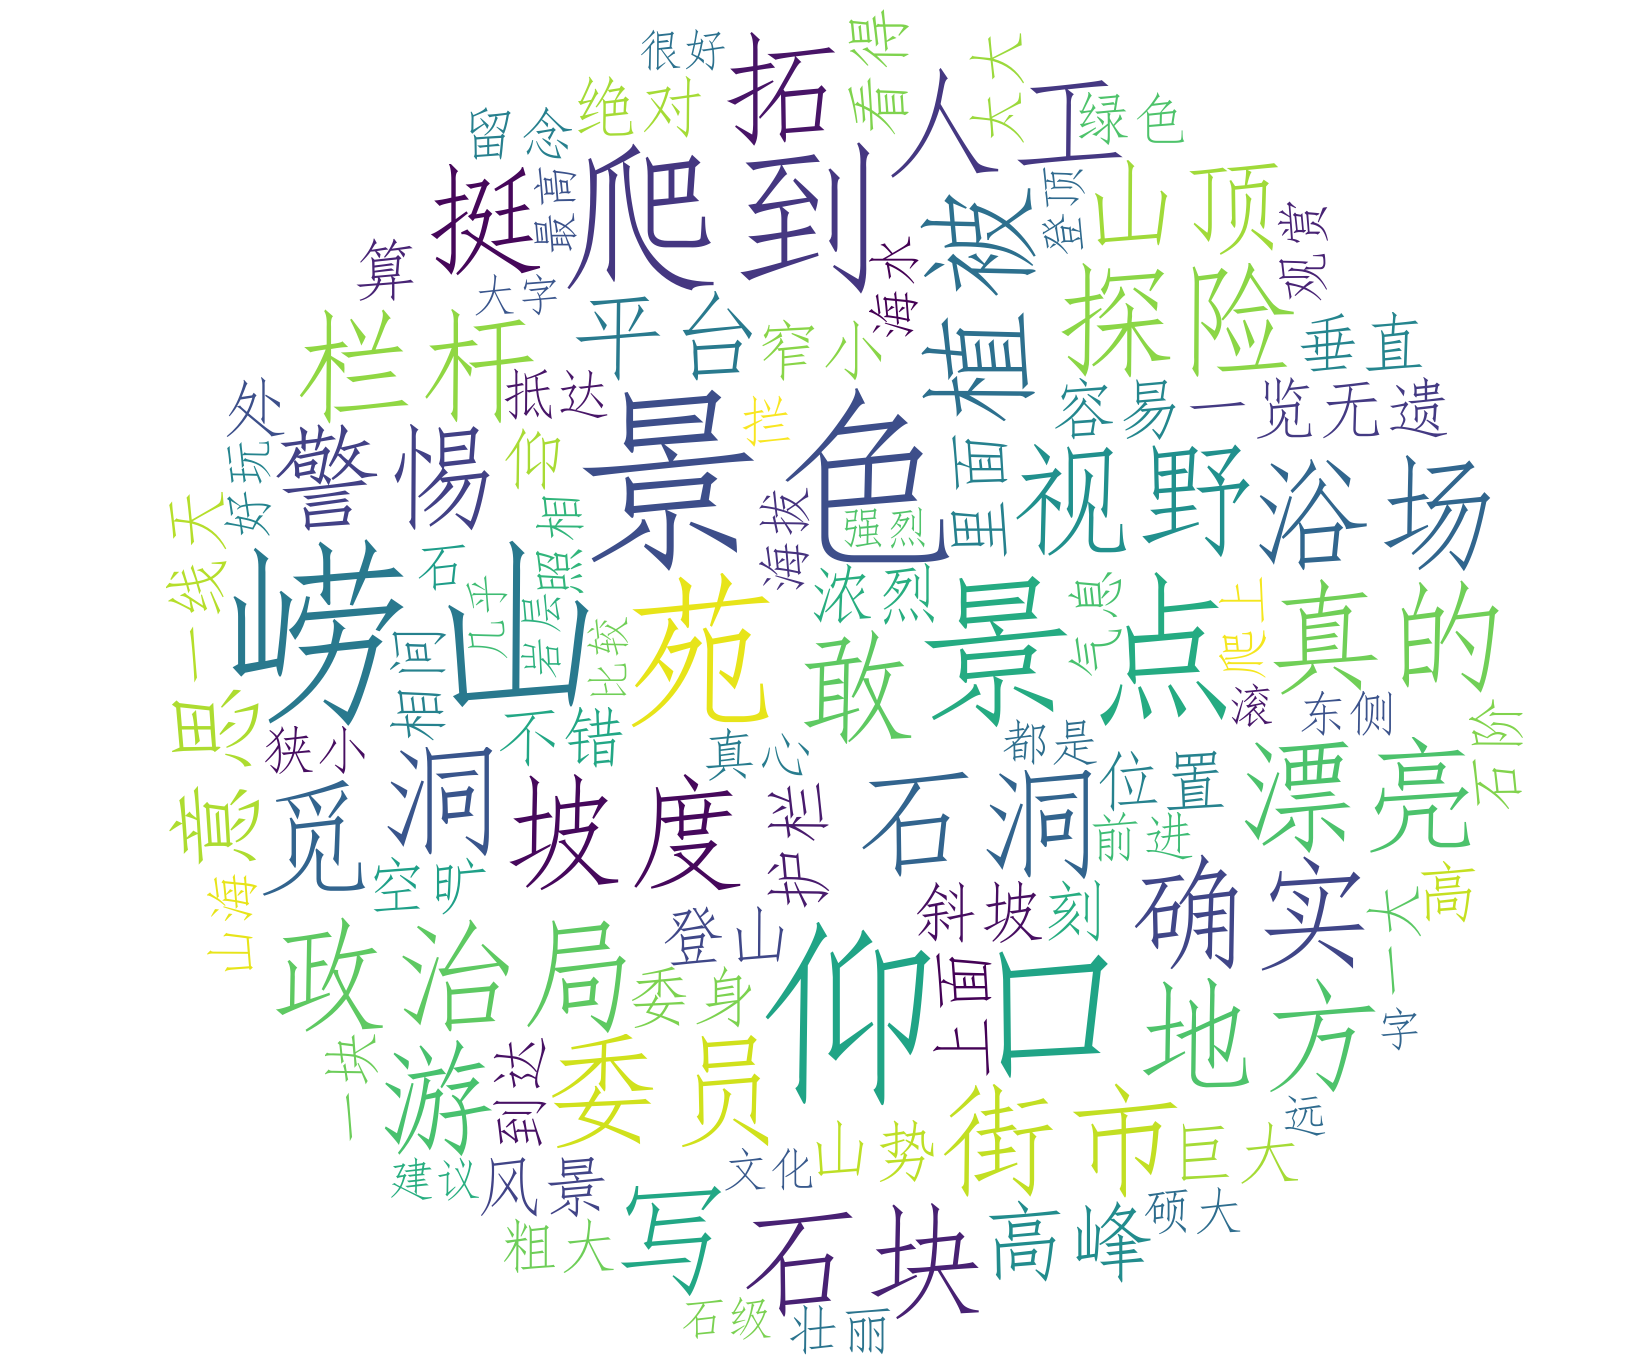 很好
拓
看得
太大
绝对
人工
绿色
留念
挺
爬到
最高
植被
登顶
山顶
观赏
算
大字
海水
探险
栏杆
平台
窄小
垂直
抵达
拦
容易
一览无遗
处
好玩
警惕
仰
景色
里面
视野
浴场
海拔
强烈
一线天
崂山
石
照相
几乎
岩层
比较
苑
浓烈
敢
景点
气息
爬上
真的
相间
意思
狭小
不错
真心
都是
滚
东侧
石阶
觅
洞
坡度
护栏
石洞
位置
前进
漂亮
空旷
山海
登山
斜坡
刻
确实
一大
高
政治局
委身
仰口
上面
地方
字
一块
游
到达
委员
山势
街市
巨大
远
建议
风景
文化
写
石块
高峰
硕大
粗大
石级
壮丽